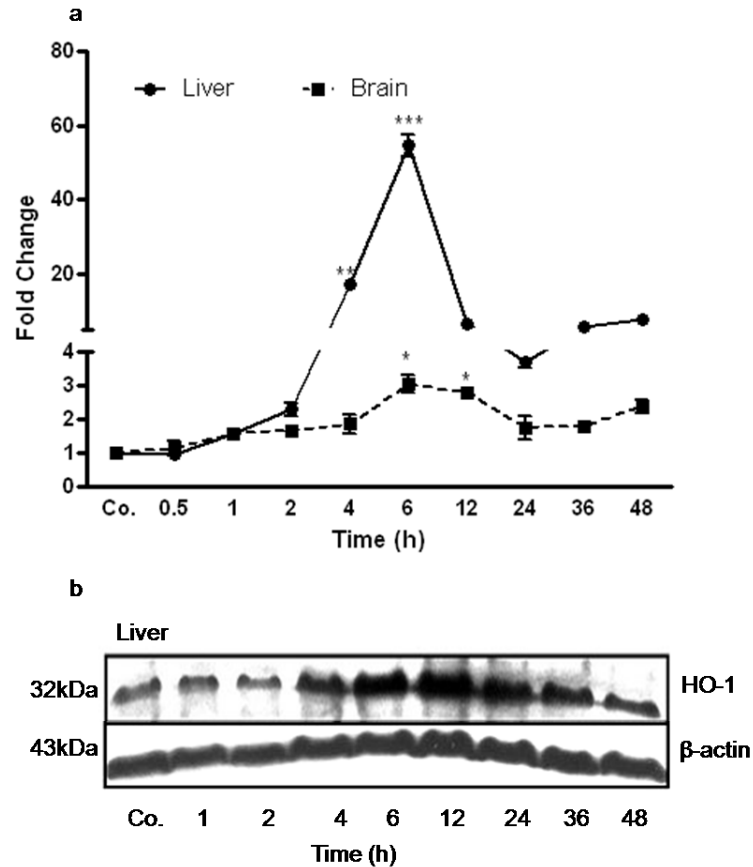 a
80
60
40
20
4
3
2
1
0
Fold Change
Liver
Brain
***
**
*
*
Co. 0.5 1 2 4 6 12 24 36 48
Time (h)
b
Liver
32kDa
HO-1
43kDa
β-actin
Co. 1 2 4 6 12 24 36 48
Time (h)